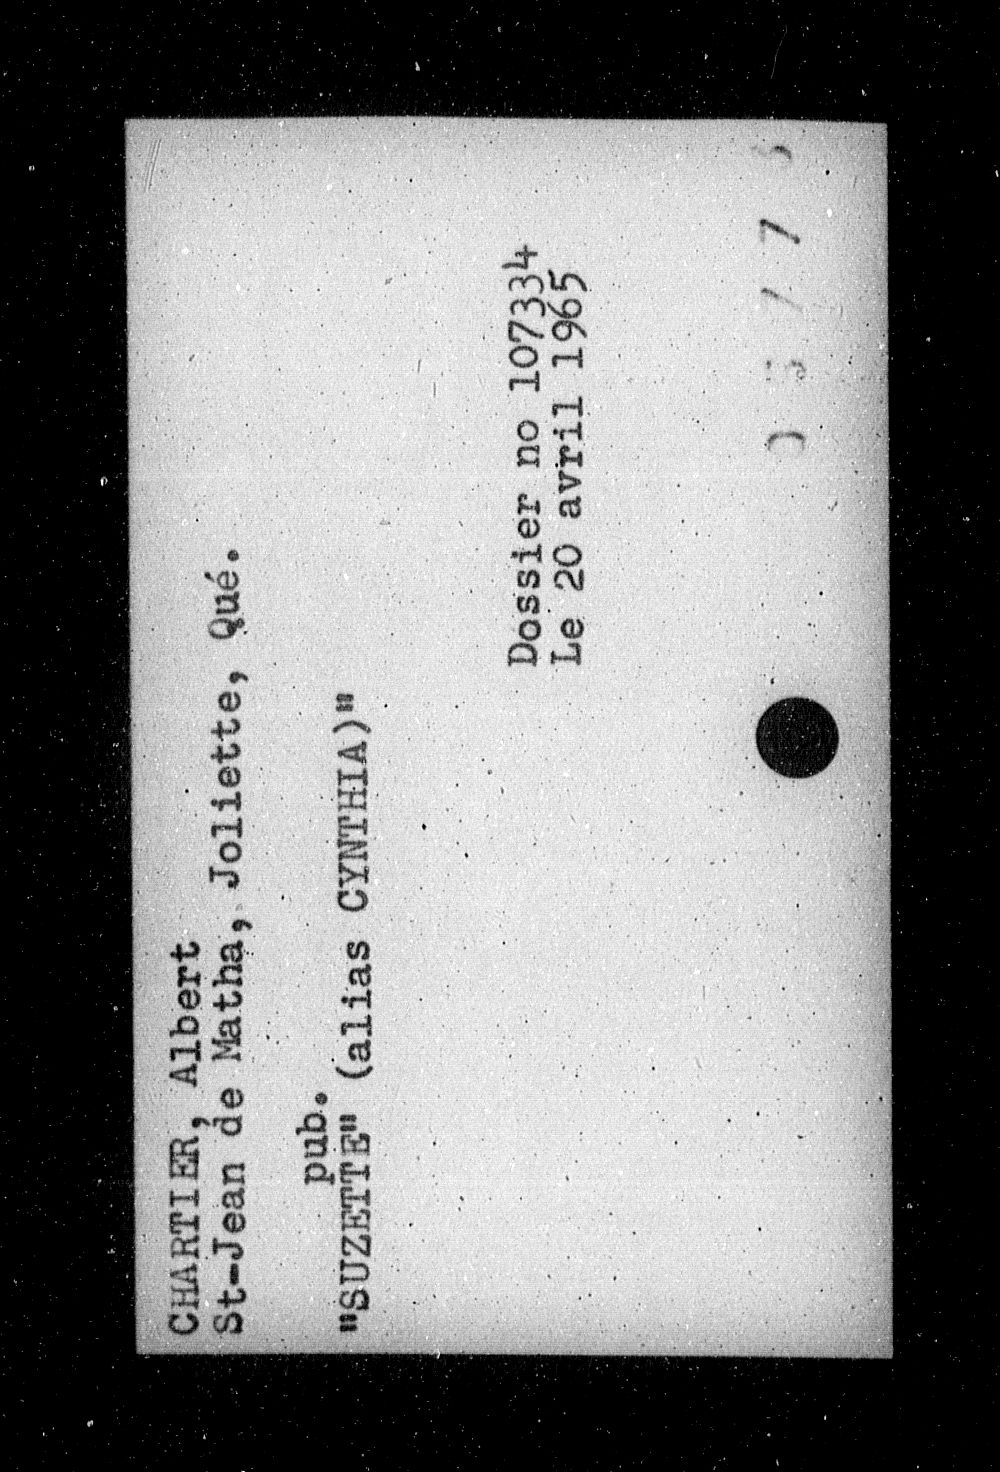 CHARTIER, Albert
St-Jean de Matha, Joliette, Qué.
pub.
"SUZETTE" (alias CYNTHIA)"
Dossier no 107334
Le 20 avril 1965